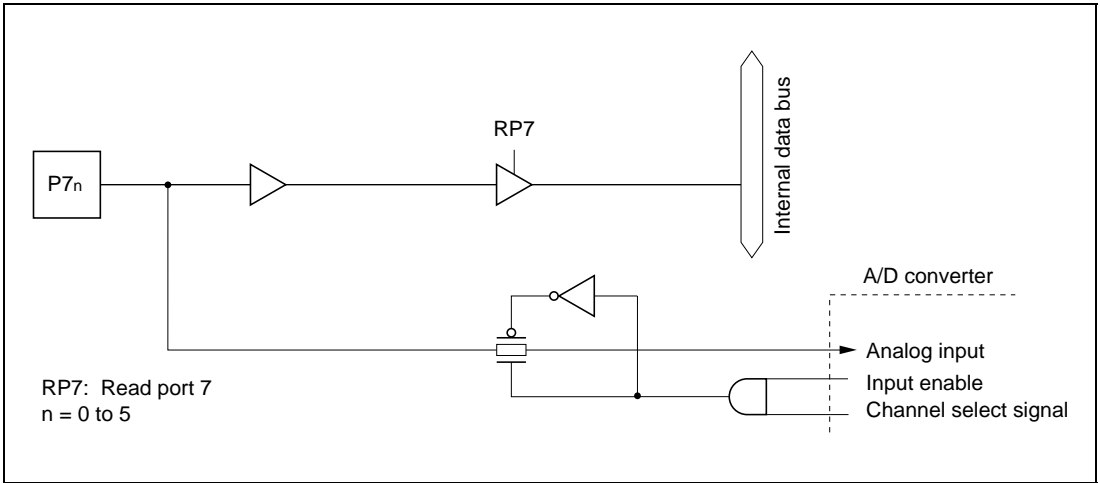 RP7
P7n
Internal data bus
A/D converter
Analog input
Input enable
Channel select signal
RP7: Read port 7
n = 0 to 5